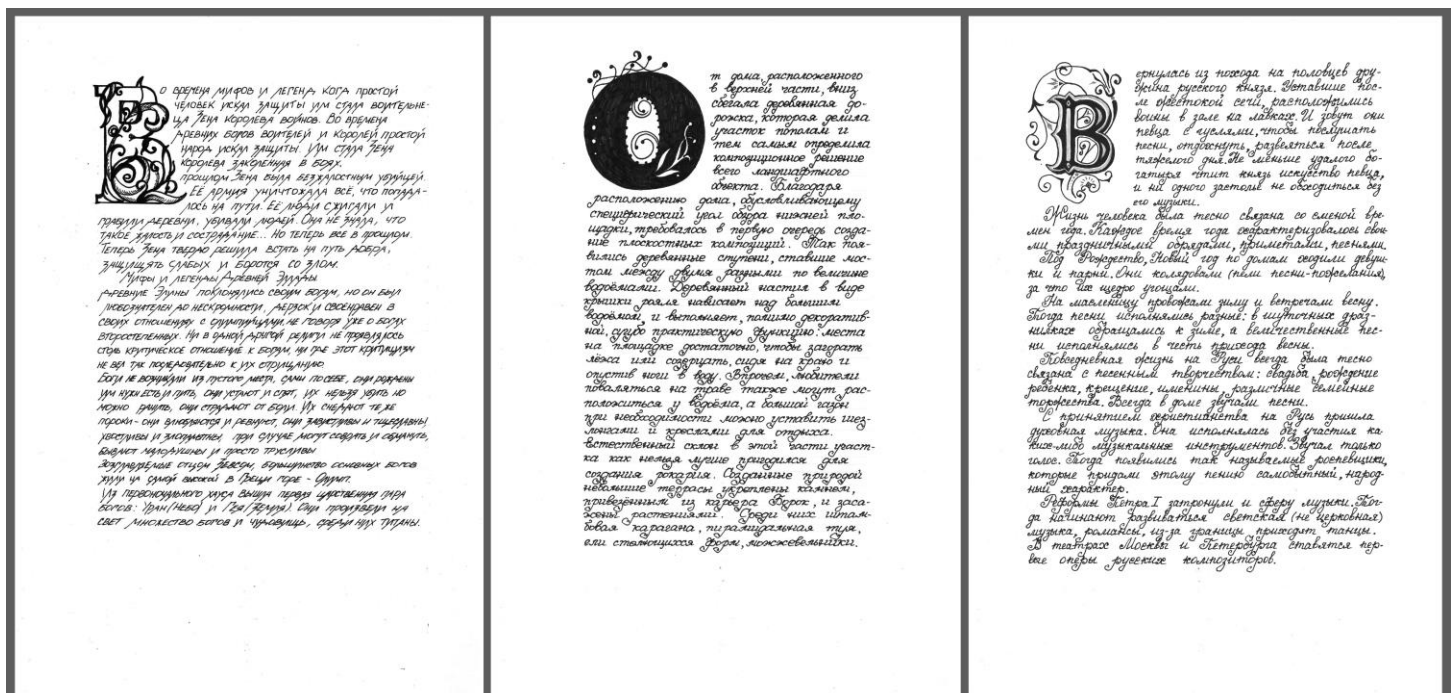 Во времена мифов и легенд, кога простой
человек искал защиты им стала воительне-
ца Зена королева воинов. Во времена
древних богов воителей и королей простой
народ искал защиты. Им стала Зена
королева закаленная в боях.
прошлом Зена была безжалостным убийцей.
Её армия уничтожала всё, что попада-
лось на пути. Её люди сжигали и
грабили деревни, убивали людей. Она не знала, что
такое жалость и сострадание... Но теперь все в прошлом.
Теперь Зена твердо решила встать на путь добра,
защищять слабых и боротся со злом.
Мифы и легенды Древней Эллады
Древние Элины поклонялись своим богам, но он был
любознателен до нескромности, дерзок и своенравен в
своих отношениях с олимпийцами, не говоря уже о богах
второстепенных. Ни в одной другой религии не проявлялось
столь критическое отношение к богам, ни где этот критицизм
не вел так последовательно к их отрицанию.
Боги не возникли из пустого места, сами по себе, они рождены
им нужн есть и пить, они устают и спят, их нельзя убить но
можно ранить, они страдают от боли. Их снедают те же
пороки - они влюбляются и ревнуют, они завистливы и тщеславны,
хвастливы и злопамятны, при случае могут соврать и обмануть,
бывают малодушны и просто трусливы
Возглавляемые отцом Зевсом, большинство основных богов
жили на самой высокой в Греции горе - Олимп.
Из первоначального хауса вышла первая царственная пара
богов: Уран (Небо) и Гея (Земля). Они произвели на
свет множество богов и чудовищь, среди них титаны.
От дома, расположенного
в верхней части, вниз
сбегала деревянная до-
рожка, которая делила
участок пополам и
тем самым определила
композиционное решение
всего ландшафтного
объекта. Благодаря
расположению дома, обусловливающему
специфический угол обзора нижней пло-
щадки, требовалось в первую очередь созда-
ние плоскостных композиций. Так поя-
вились деревянные ступени, ставшие мос-
том между двумя разными по величине
водоёмами. Деревянный настил в виде
крышки рояля нависает над большим
водоёмом и выполняет, помимо декоратив-
ной, сугубо практическую функцию: места
на площадке достаточно, чтобы загорать
лёжа или созерцать, сидя на краю и
опустив ноги в воду. Впрочем, любители
поваляться на траве также могут рас-
положиться у водоёма, а большой газон
при необходимости можно уставить шез-
лонгами и креслами для отдыха.
Естественный склон в этой части участ-
ка как нельзя лучше пригодился для
создания рокария. Созданные природой
небольшие террасы укреплены камнем,
привезённым из карьера Борок, и заса-
жены растениями. Среди них штам-
бовая карагана, пирамидальная туя,
ели стелющихся форм, можжевельники.
Вернулась из похода на половцев дру-
жина русского князя. Уставшие пос-
ле жестокой сечи, расположились
воины в зале на лавках. И зовут они
певца с гуслями, чтобы послушать
песни, отдохнуть, развеяться после
тяжелого дня. Не меньше удалого бо-
гатыря чтит князь искусство певца,
и ни одного застолье не обходиться без
его музыки.
Жизнь человека была тесно связана со сменой вре-
мен года. Каждое время года охарактеризовалось свои-
ми праздничными обрядами, приметами, песнями.
Под Рождество, Новый год по домам ходили девуш-
ки и парни. Они колядовали (пели песни-пожелания),
за что их щедро угощали.
На масленицу провожали зиму и встречали весну.
Тогда песни исполнялись разные: в шуточных драз-
нилках обращались к зиме, а величественные пес-
ни исполнялись в честь прихода весны.
Повседневная жизнь на Руси всегда была тесно
связана с песенным творчеством: свадьба, рождение
ребёнка, крещение, именины, различные семейные
торжества. Всегда в доме звучали песни.
С принятием христианства на Русь пришла
духовная музыка. Она исполнялась без участия ка-
ких-либо музыкальных инструментов. Звучал только
голос. Тогда появились так называемые роспевщики,
которые придали этому пению самобытный, народ-
ный характер.
Реформы Петра I затронули и сферу музыки. Тог-
да начинают развиваться светская (не церковная)
музыка, романсы, из-за границы приходят танцы.
В театрах Москвы и Петербурга ставятся пер-
вые оперы русских композиторов.